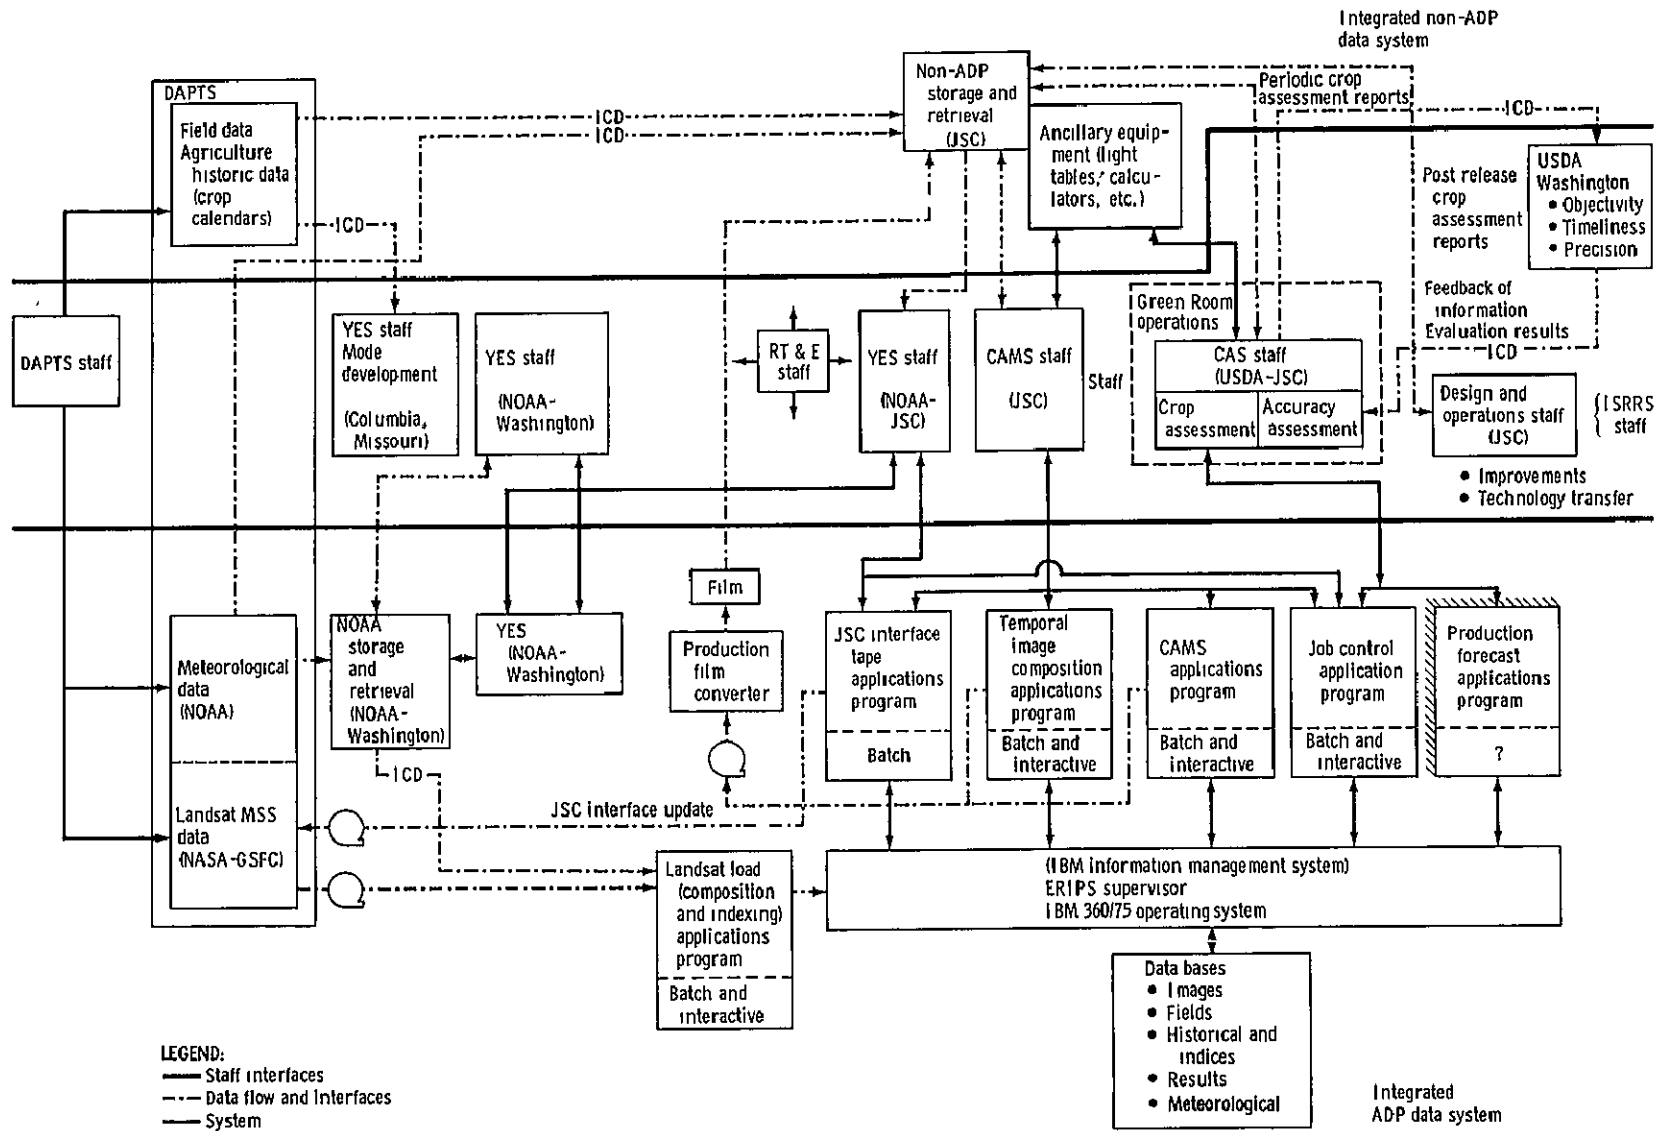 Integrated non-ADP
data system
Non-ADP
storage and
retrieval
(JSC)
Periodic crop
assessment reports
DAPTS
ICD
ICD
ICD
Field data
Agriculture
historic data
(crop
calendars)
Ancillary equip-
ment (light
tables, calcu-
lators, etc.)
USDA
Washington
• Objectivity
• Timeliness
• Precision
Post release
crop
assessment
reports
ICD
Feedback of
information
Evaluation results
ICD
Green Room
operations
DAPTS staff
YES staff
Mode
development
(Columbia,
Missouri)
YES staff
(NOAA-
Washington)
RT & E
staff
YES staff
(NOAA-
JSC)
CAMS staff
(JSC)
Staff
CAS staff
(USDA-JSC)
Crop
assessment
Accuracy
assessment
Design and
operations staff
(JSC)
ISRRS
staff
• Improvements
• Technology transfer
Film
Meteorological
data
(NOAA)
NOAA
storage
and
retrieval
(NOAA-
Washington)
YES
(NOAA-
Washington)
Production
film
converter
JSC interface
tape
applications
program
Batch
Temporal
image
composition
applications
program
Batch and
interactive
CAMS
applications
program
Batch and
interactive
Job control
application
program
Batch and
interactive
Production
forecast
applications
program
?
ICD
JSC interface update
Landsat MSS
data
(NASA-GSFC)
Landsat load
(composition
and indexing)
applications
program
Batch and
interactive
(IBM information management system)
ERIPS supervisor
IBM 360/75 operating system
Data bases
• Images
• Fields
• Historical and
indices
• Results
• Meteorological
LEGEND:
Staff interfaces
Data flow and interfaces
System
Integrated
ADP data system